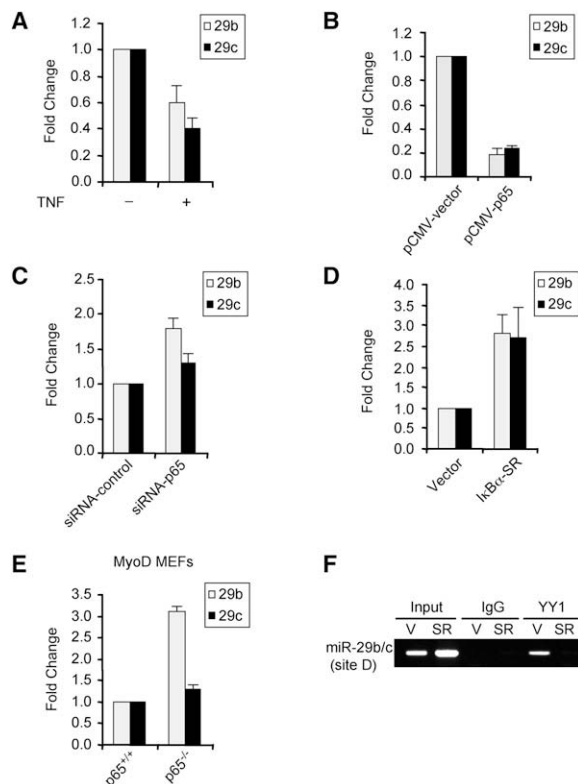 A
29b
29c
Fold Change
1.2
1.0
0.8
0.6
0.4
0.2
0.0
TNF – +
B
29b
29c
Fold Change
1.2
1.0
0.8
0.6
0.4
0.2
0.0
pCMV-vector
pCMV-p65
C
29b
29c
Fold Change
2.5
2.0
1.5
1.0
0.5
0.0
siRNA-control
siRNA-p65
D
29b
29c
Fold Change
4.0
3.5
3.0
2.5
2.0
1.5
1.0
0.5
0.0
Vector
IκBα-SR
E
MyoD MEFs
29b
29c
Fold Change
3.5
3.0
2.5
2.0
1.5
1.0
0.5
0.0
p65+/+
p65-/-
F
Input IgG YY1
V SR V SR V SR
miR-29b/c
(site D)